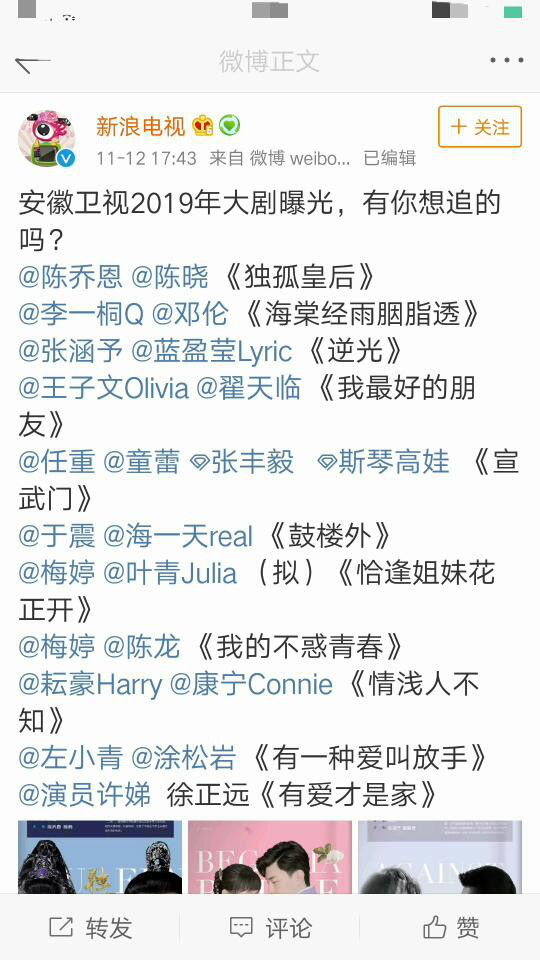 微博正文
新浪电视
+ 关注
11-12 17:43 来自 微博 weibo... 已编辑
安徽卫视2019年大剧曝光，有你想追的
吗？
@陈乔恩 @陈晓 《独孤皇后》
@李一桐Q @邓伦 《海棠经雨胭脂透》
@张涵予 @蓝盈莹Lyric 《逆光》
@王子文Olivia @翟天临 《我最好的朋
友》
@任重 @童蕾 张丰毅 斯琴高娃 《宣
武门》
@于震 @海一天real 《鼓楼外》
@梅婷 @叶青Julia （拟）《恰逢姐妹花
正开》
@梅婷 @陈龙 《我的不惑青春》
@耘豪Harry @康宁Connie 《情浅人不
知》
@左小青 @涂松岩 《有一种爱叫放手》
@演员许娣 徐正远《有爱才是家》
转发
评论
赞